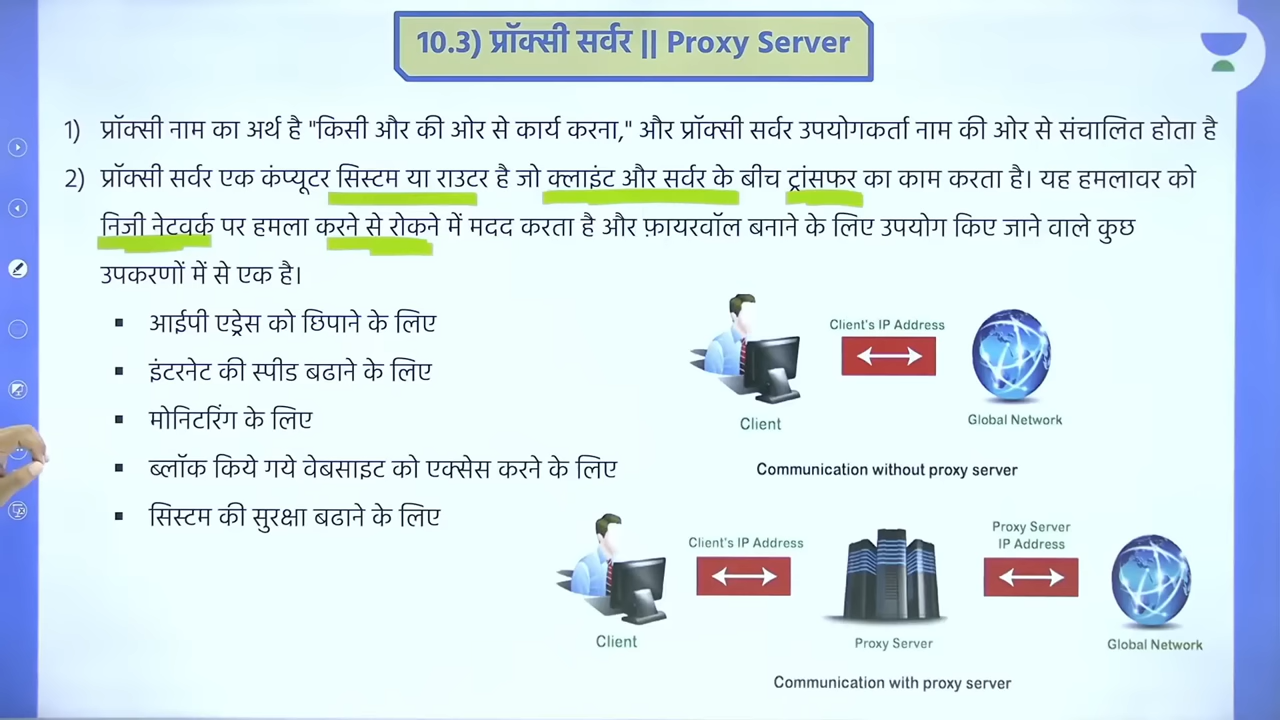 10.3) प्रॉक्सी सर्वर || Proxy Server
1) प्रॉक्सी नाम का अर्थ है "किसी और की ओर से कार्य करना," और प्रॉक्सी सर्वर उपयोगकर्ता नाम की ओर से संचालित होता है
2) प्रॉक्सी सर्वर एक कंप्यूटर सिस्टम या राउटर है जो क्लाइंट और सर्वर के बीच ट्रांसफर का काम करता है। यह हमलावर को
निजी नेटवर्क पर हमला करने से रोकने में मदद करता है और फ़ायरवॉल बनाने के लिए उपयोग किए जाने वाले कुछ
उपकरणों में से एक है।
▪ आईपी एड्रेस को छिपाने के लिए
▪ इंटरनेट की स्पीड बढाने के लिए
▪ मोनिटरिंग के लिए
▪ ब्लॉक किये गये वेबसाइट को एक्सेस करने के लिए
▪ सिस्टम की सुरक्षा बढाने के लिए
Client's IP Address
Client
Global Network
Communication without proxy server
Client's IP Address
Proxy Server
IP Address
Client
Proxy Server
Global Network
Communication with proxy server